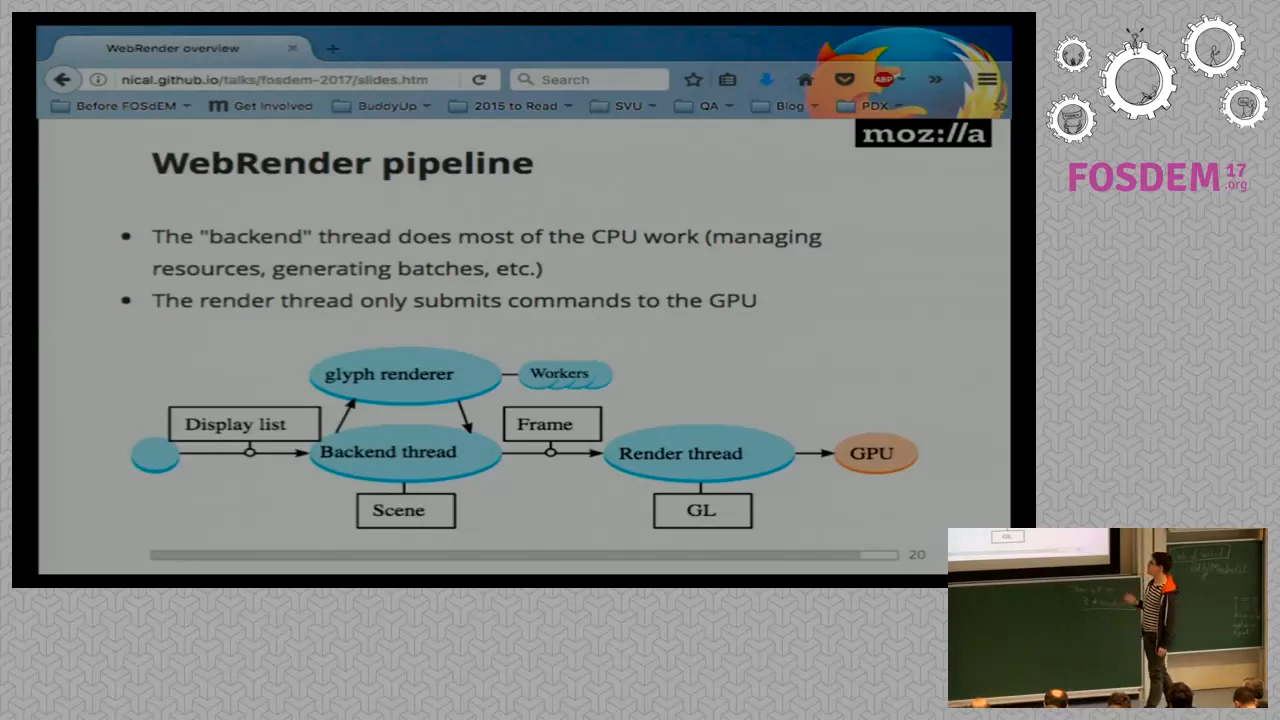 WebRender overview
nical.github.io/talks/fosdem-2017/slides.htm
Search
ABP
Before FOSdEM
Get Involved
BuddyUp
2015 to Read
SVU
QA
Blog
PDX
moz://a
WebRender pipeline
• The "backend" thread does most of the CPU work (managing
resources, generating batches, etc.)
• The render thread only submits commands to the GPU
glyph renderer
Workers
Display list
Frame
Backend thread
Render thread
GPU
Scene
GL
20
FOSDEM 17
.org
GL